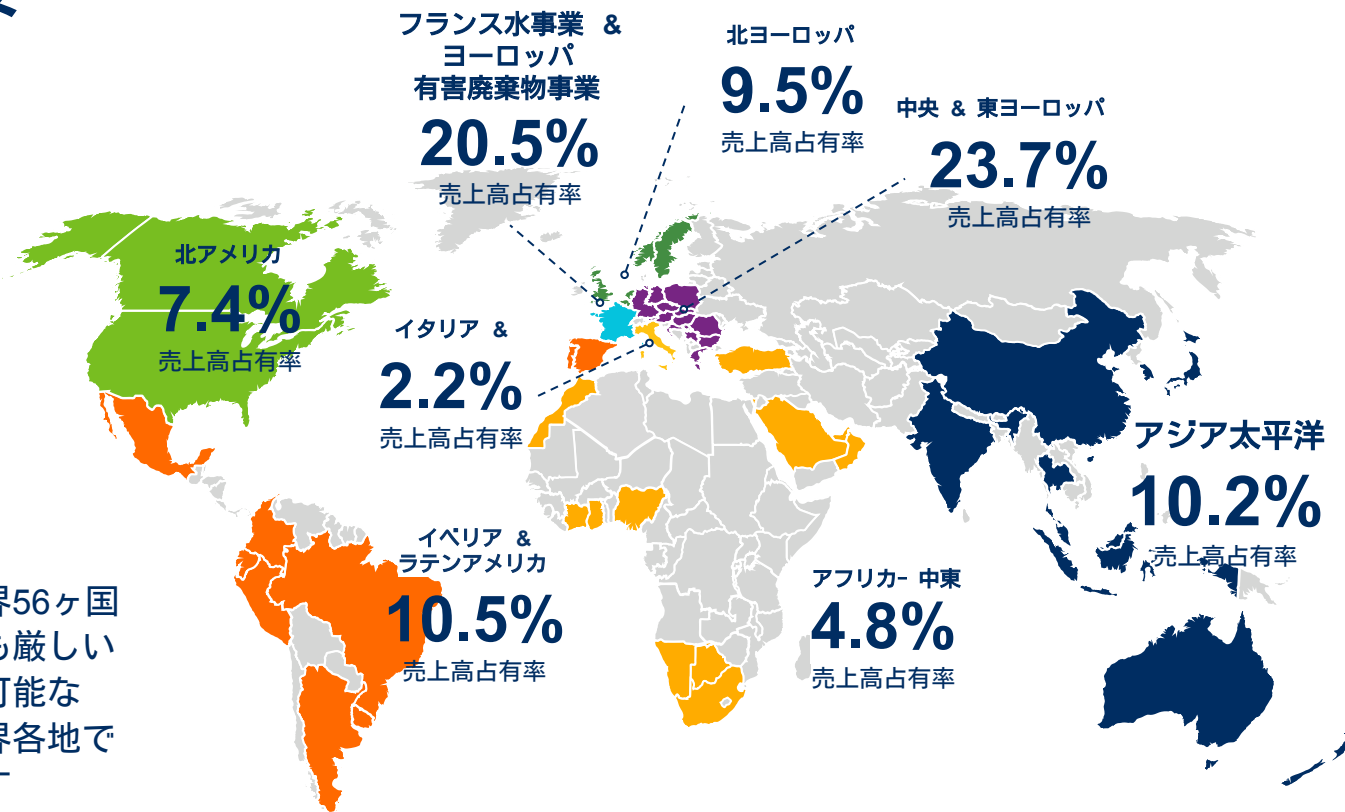 フランス水事業 &
ヨーロッパ
有害廃棄物事業
20.5%
売上高占有率
北ヨーロッパ
9.5%
売上高占有率
中央 & 東ヨーロッパ
23.7%
売上高占有率
北アメリカ
7.4%
売上高占有率
イタリア &
2.2%
売上高占有率
アジア太平洋
10.2%
売上高占有率
イベリア &
ラテンアメリカ
10.5%
売上高占有率
アフリカ- 中東
4.8%
売上高占有率
界56ヶ国
も厳しい
可能な
界各地で